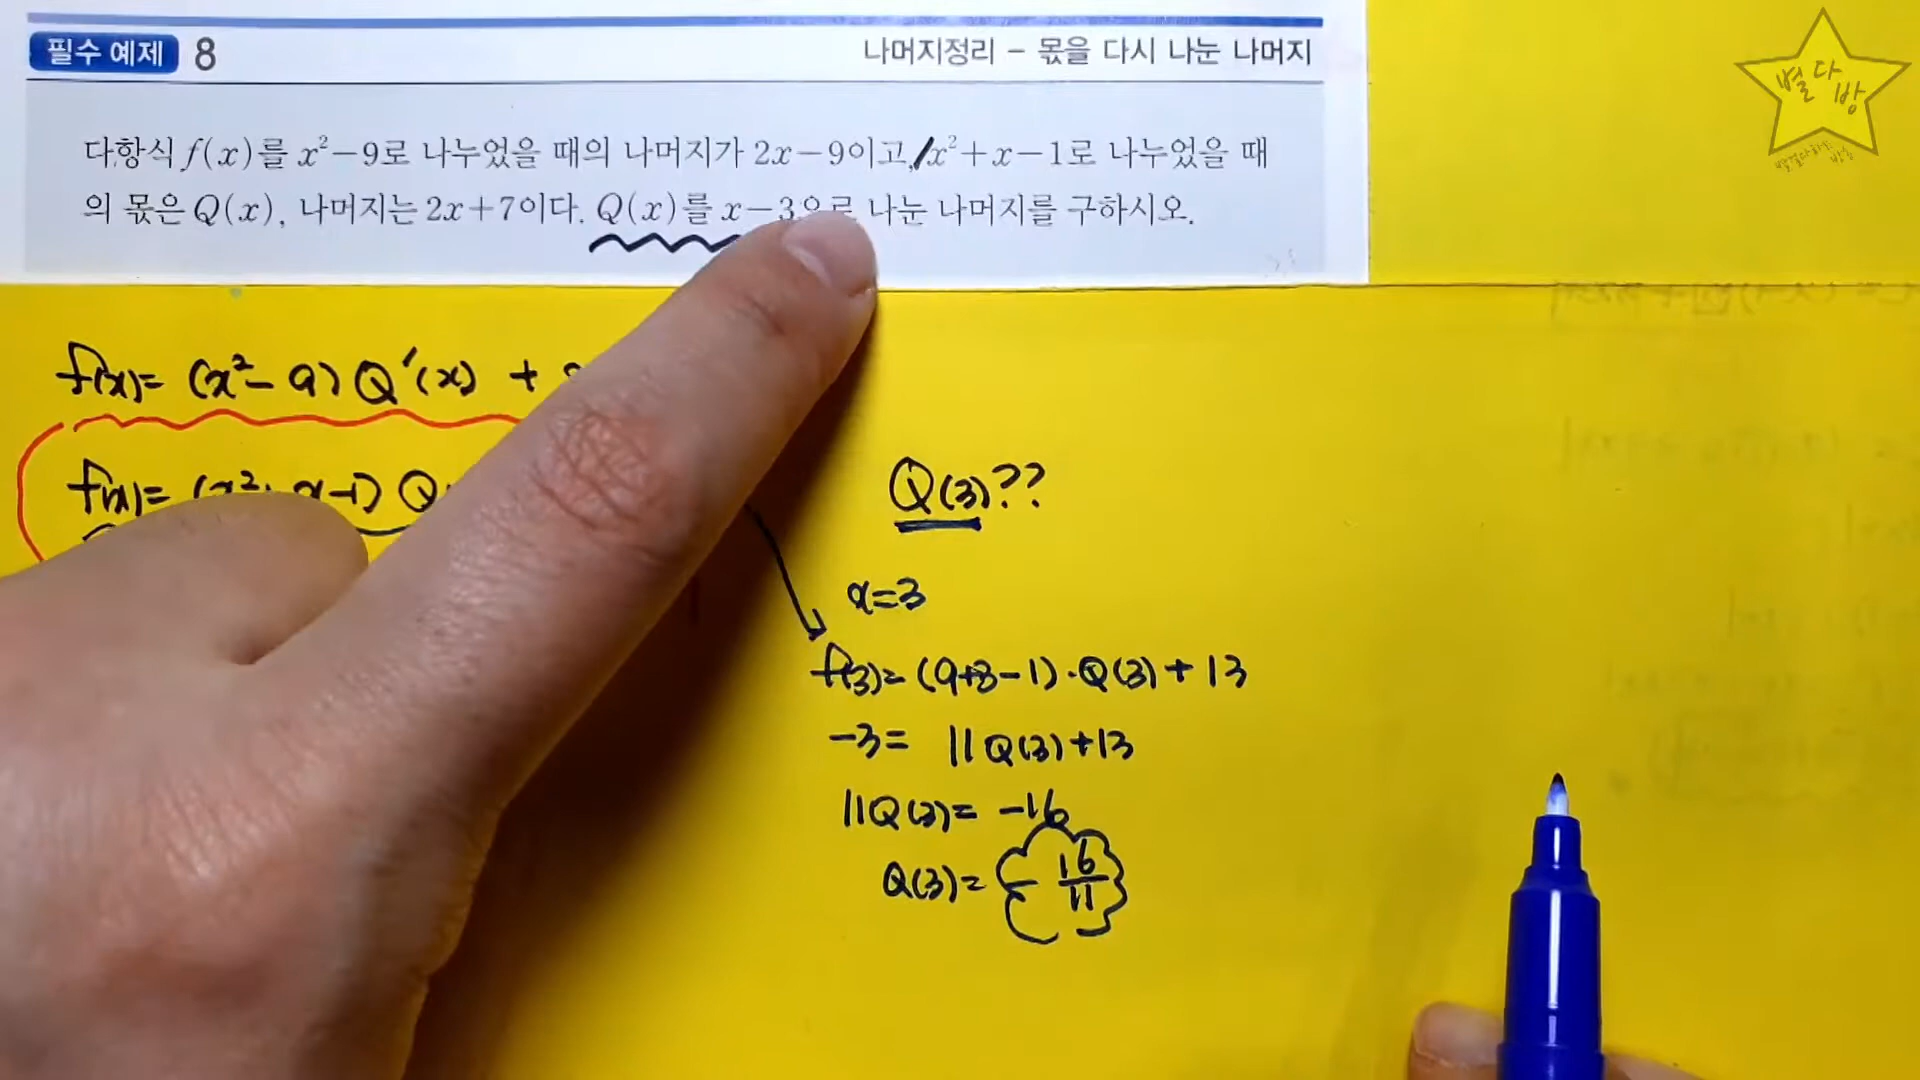 필수 예제 8
나머지정리 – 몫을 다시 나눈 나머지
별다방
다항식 f(x)를 x²−9로 나누었을 때의 나머지가 2x−9이고, x²+x−1로 나누었을 때
의 몫은 Q(x), 나머지는 2x+7이다. Q(x)를 x−3으로 나눈 나머지를 구하시오.
f(x)= (x²−9) Q′(x) +
f(x)= (x²+x−1) Q
Q(3)??
x=3
f(3)= (9+3−1)·Q(3)+13
−3= 11Q(3)+13
11Q(3)= −16
Q(3)= −16/11